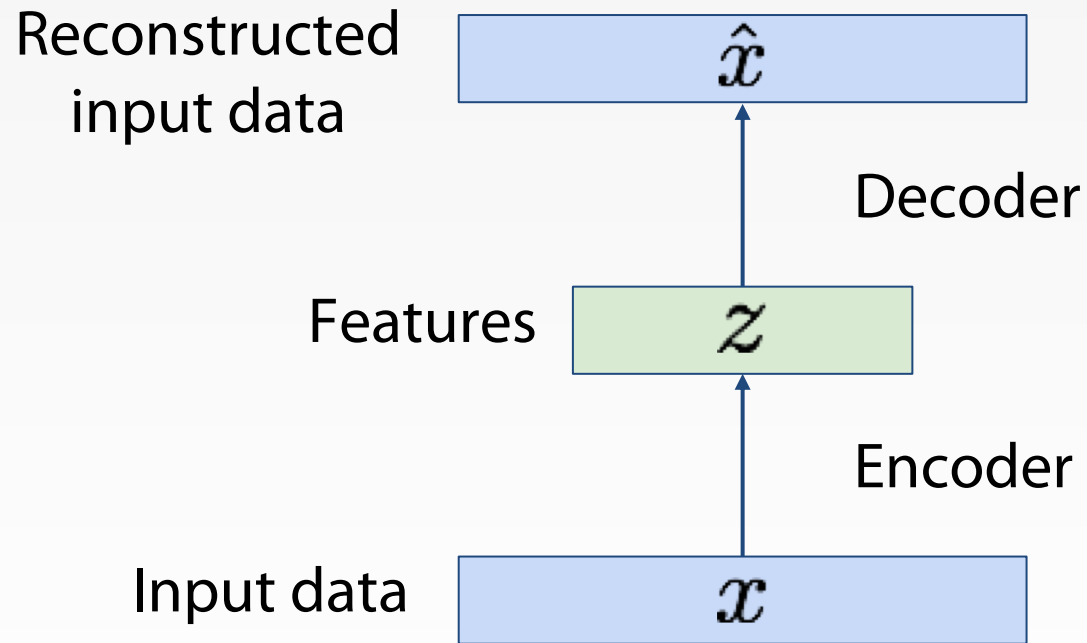 Reconstructed
input data
x̂
Decoder
Features
z
Encoder
Input data
x